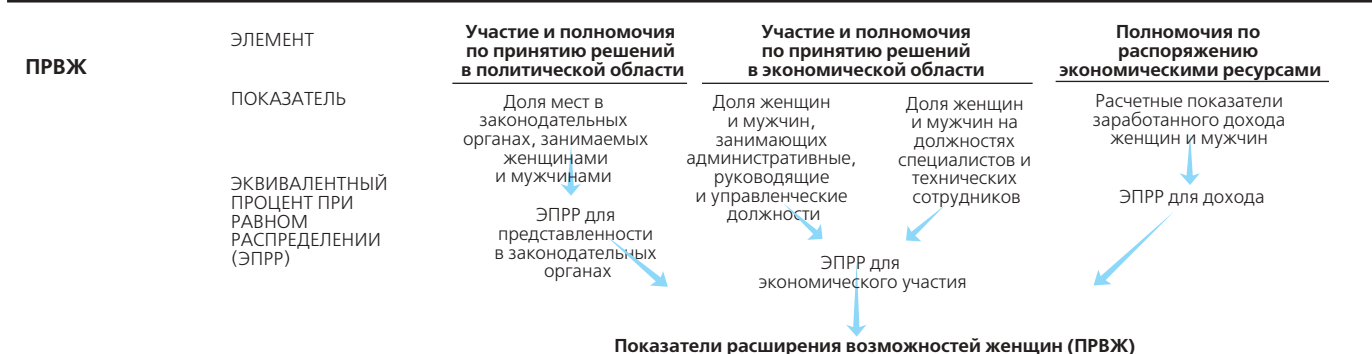 ПРВЖ
ЭЛЕМЕНТ
Участие и полномочия
по принятию решений
в политической области
Участие и полномочия
по принятию решений
в экономической области
Полномочия по
распоряжению
экономическими ресурсами
ПОКАЗАТЕЛЬ
Доля мест в
законодательных
органах, занимаемых
женщинами
и мужчинами
Доля женщин
и мужчин,
занимающих
административные,
руководящие
и управленческие
должности
Доля женщин
и мужчин на
должностях
специалистов и
технических
сотрудников
Расчетные показатели
заработанного дохода
женщин и мужчин
ЭКВИВАЛЕНТНЫЙ
ПРОЦЕНТ ПРИ
РАВНОМ
РАСПРЕДЕЛЕНИИ
(ЭПРР)
ЭПРР для
представленности
в законодательных
органах
ЭПРР для
экономического участия
ЭПРР для дохода
Показатели расширения возможностей женщин (ПРВЖ)